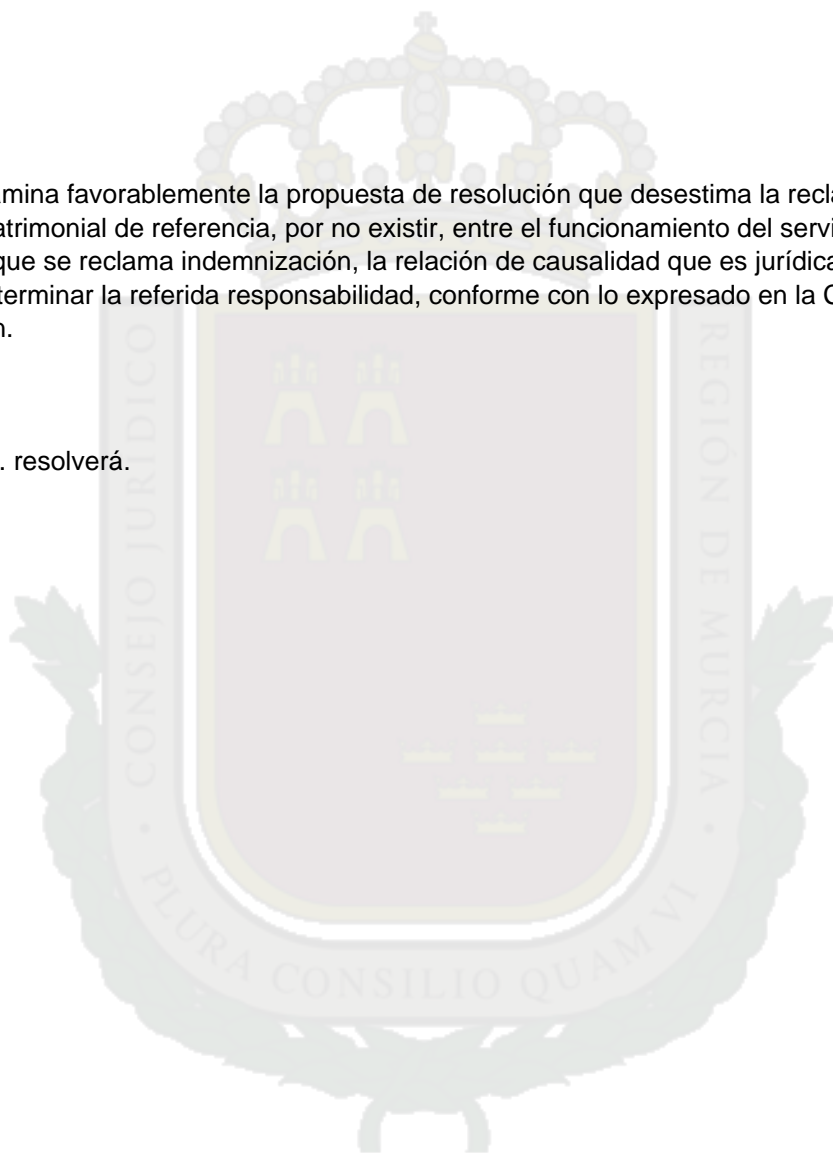 amina favorablemente la propuesta de resolución que desestima la recla
atrimonial de referencia, por no existir, entre el funcionamiento del servi
que se reclama indemnización, la relación de causalidad que es jurídica
terminar la referida responsabilidad, conforme con lo expresado en la C
n.
. resolverá.
CONSEJO JURIDICO
REGIÓN DE MURCIA
PLURA CONSILIO QUAM VI